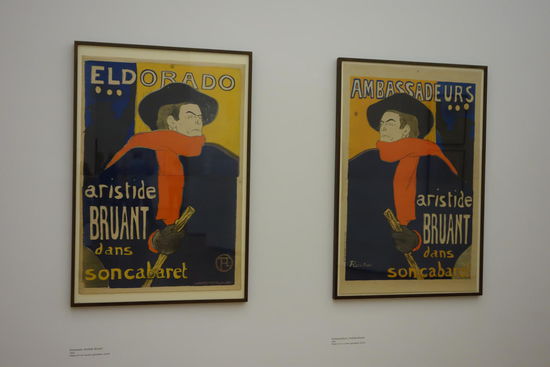 ELDORADO
aristide
BRUANT
dans
son cabaret
AMBASSADEURS
aristide
BRUANT
dans
son cabaret